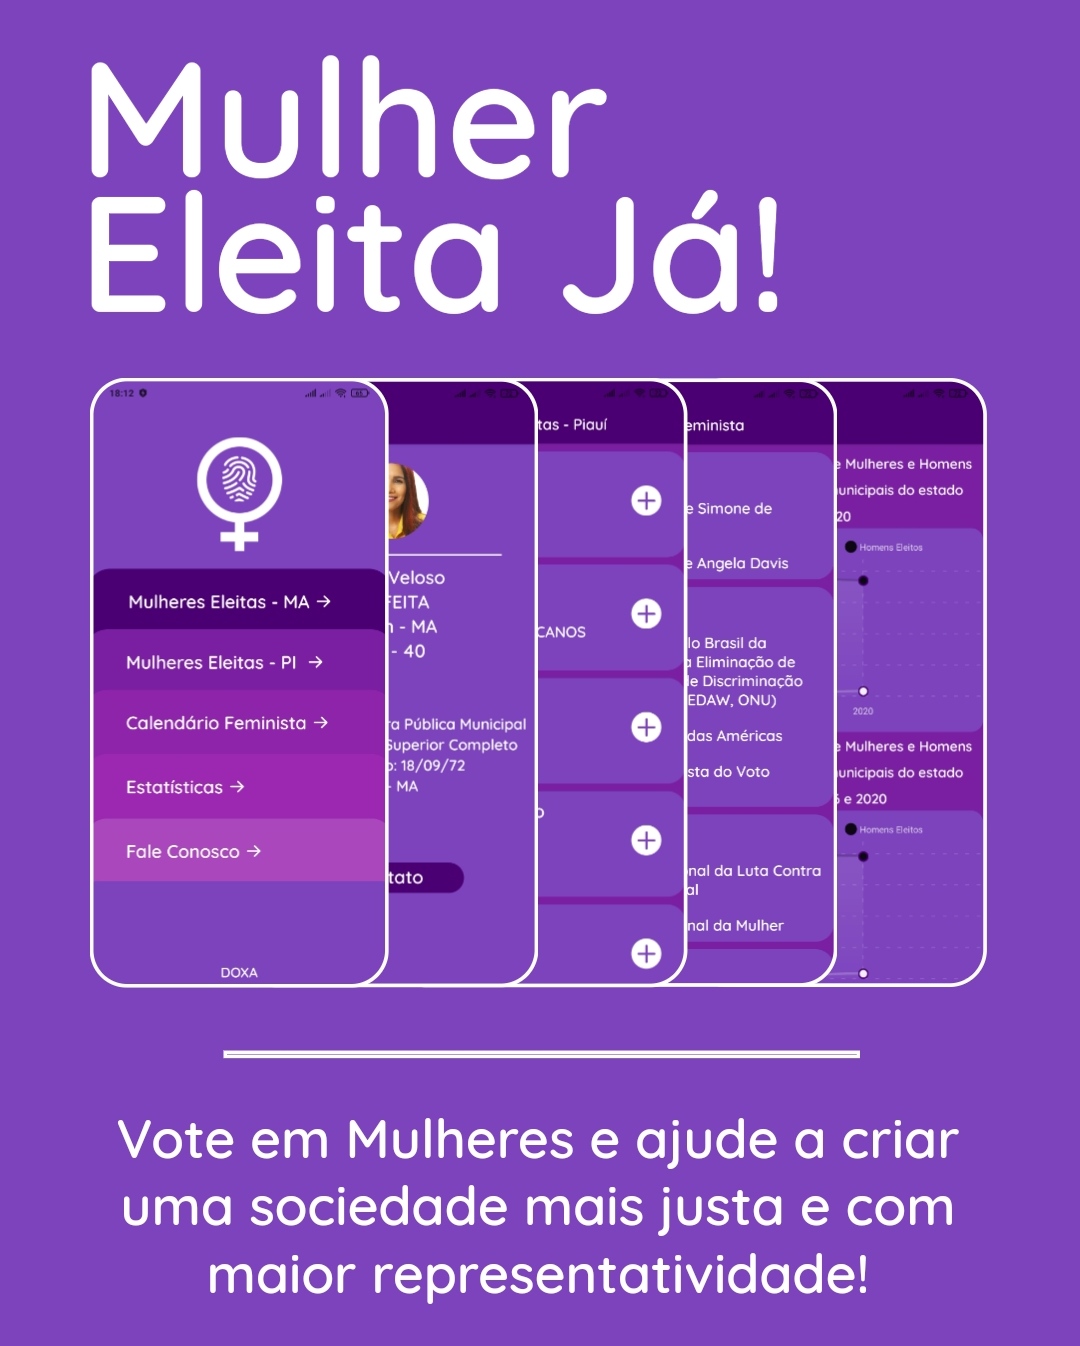 Mulher
Eleita Já!
18:12
Mulheres Eleitas - MA →
Mulheres Eleitas - PI →
Calendário Feminista →
Estatísticas →
Fale Conosco →
DOXA
Veloso
FEITA
- MA
- 40
ra Pública Municipal
Superior Completo
o: 18/09/72
- MA
tato
tas - Piauí
CANOS
eminista
e Simone de
e Angela Davis
lo Brasil da
a Eliminação de
de Discriminação
EDAW, ONU)
das Américas
sta do Voto
nal da Luta Contra
al
nal da Mulher
e Mulheres e Homens
unicipais do estado
20
Homens Eleitos
2020
e Mulheres e Homens
unicipais do estado
6 e 2020
Homens Eleitos
Vote em Mulheres e ajude a criar
uma sociedade mais justa e com
maior representatividade!